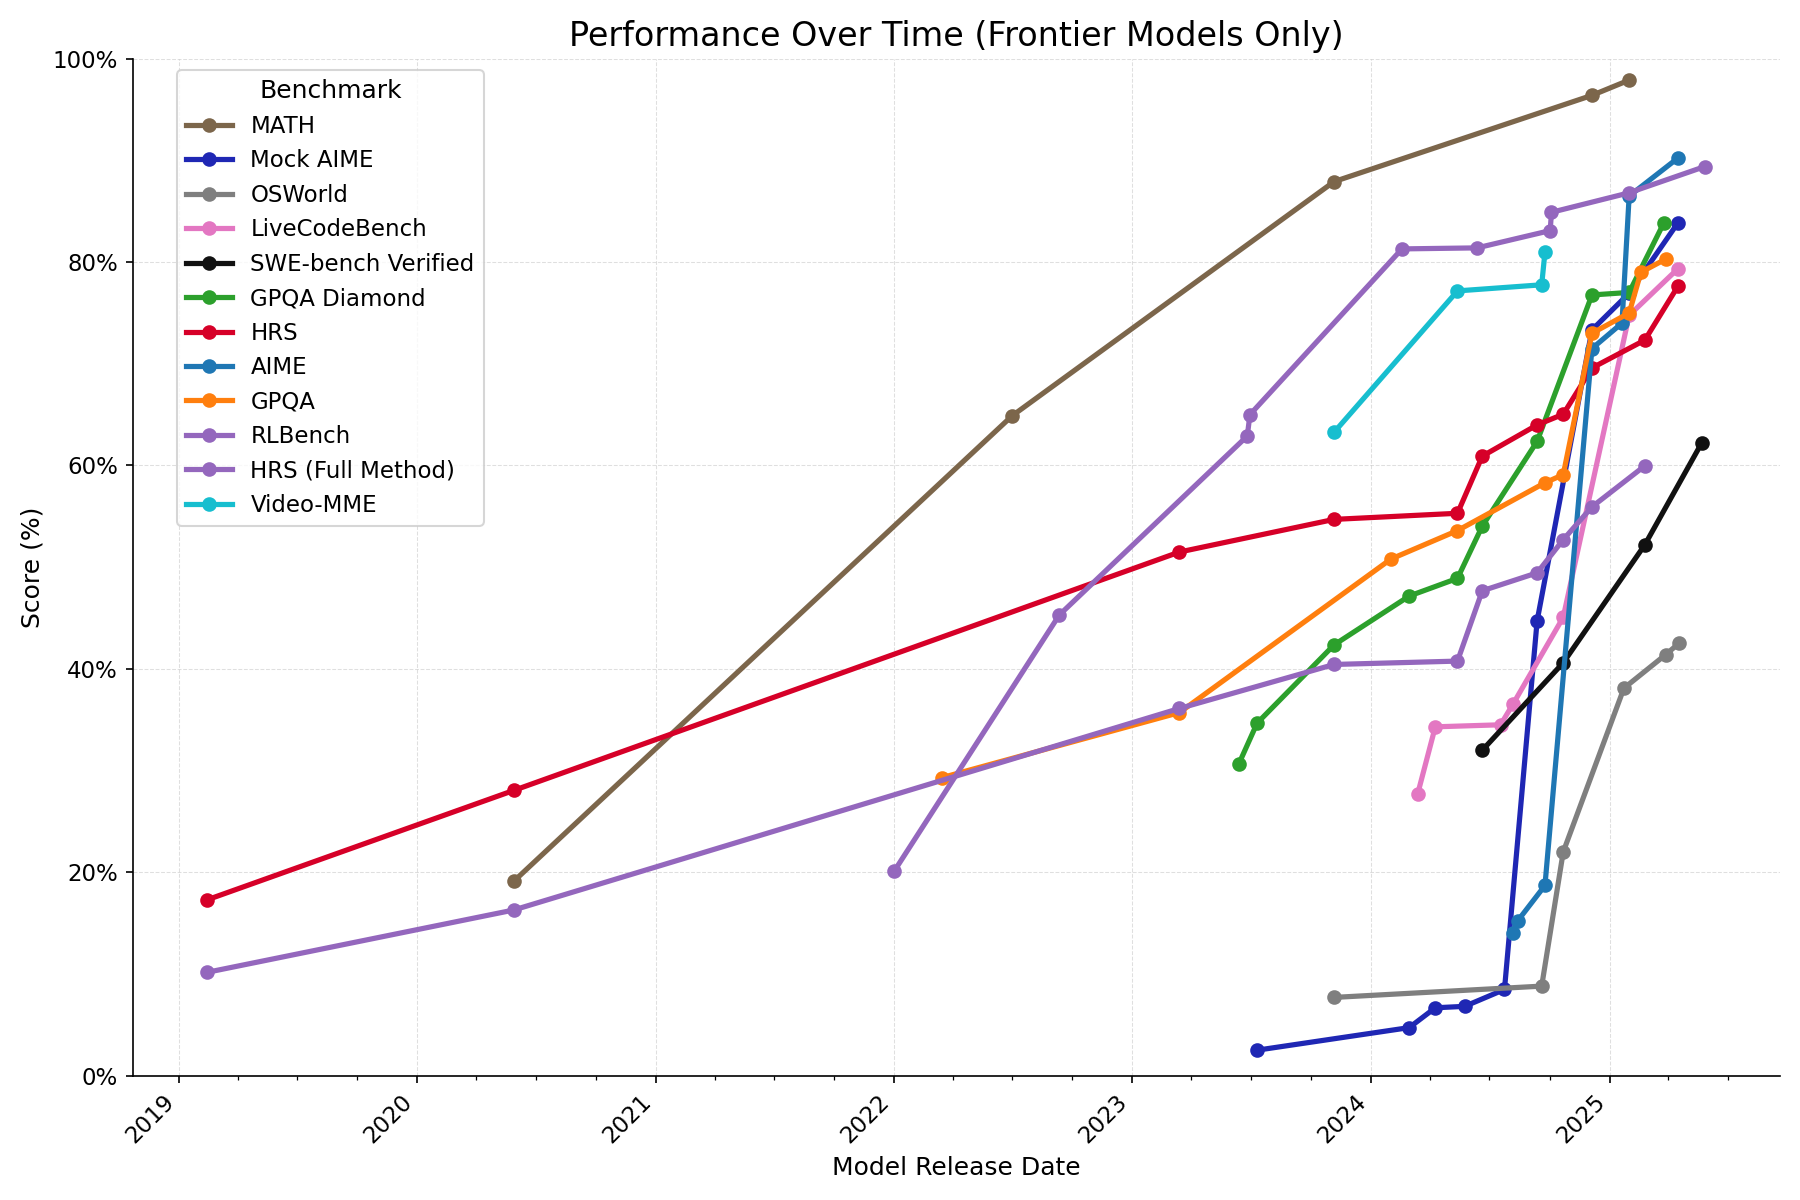 Performance Over Time (Frontier Models Only)
100%
80%
60%
40%
20%
0%
Score (%)
Benchmark
MATH
Mock AIME
OSWorld
LiveCodeBench
SWE-bench Verified
GPQA Diamond
HRS
AIME
GPQA
RLBench
HRS (Full Method)
Video-MME
2019
2020
2021
2022
2023
2024
2025
Model Release Date